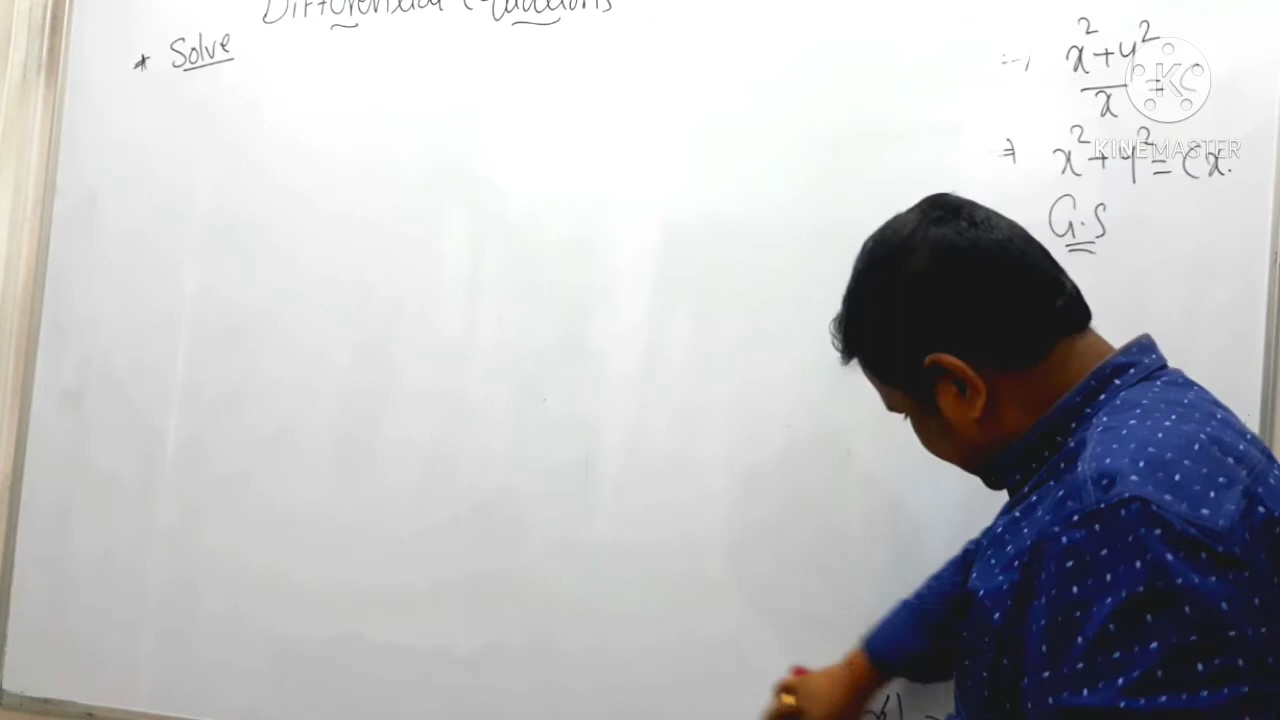 Differential Equations
* Solve
x²+y²/x = c
⇒ x²+y² = cx.
G.S
KINEMASTER